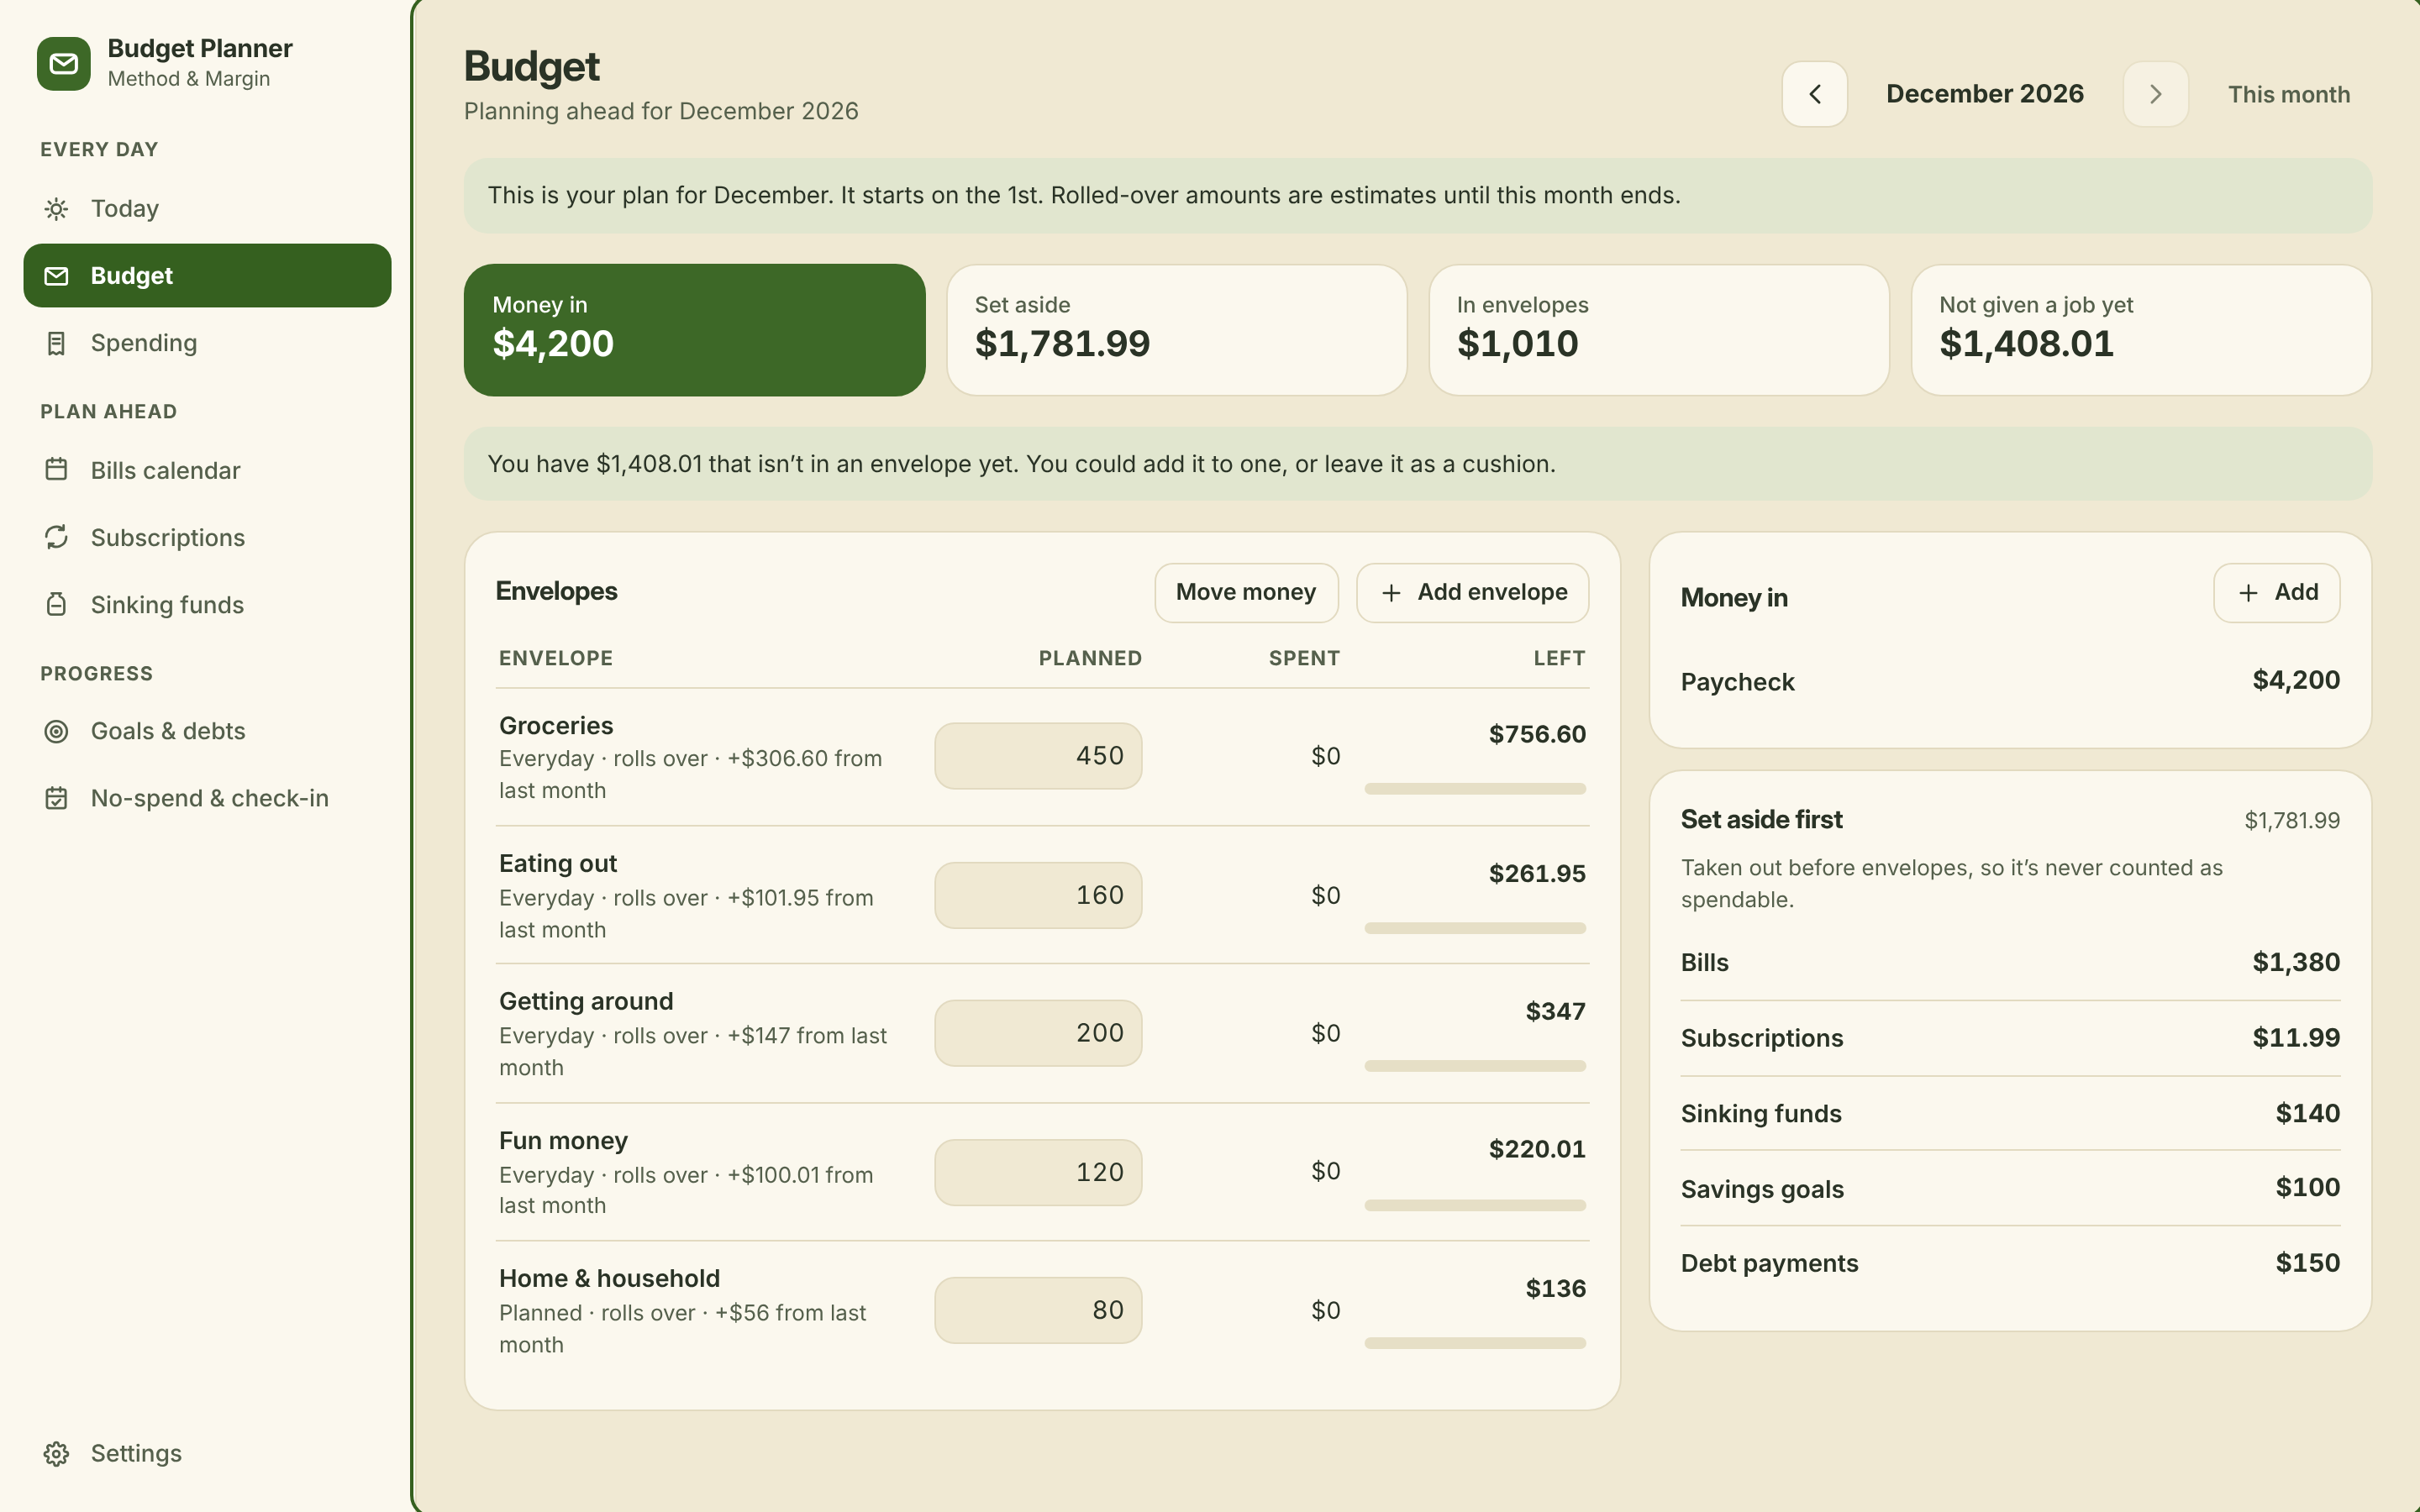 Budget Planner
Method & Margin
EVERY DAY
Today
Budget
Spending
PLAN AHEAD
Bills calendar
Subscriptions
Sinking funds
PROGRESS
Goals & debts
No-spend & check-in
Settings
Budget
Planning ahead for December 2026
December 2026
This month
This is your plan for December. It starts on the 1st. Rolled-over amounts are estimates until this month ends.
Money in
$4,200
Set aside
$1,781.99
In envelopes
$1,010
Not given a job yet
$1,408.01
You have $1,408.01 that isn’t in an envelope yet. You could add it to one, or leave it as a cushion.
Envelopes
Move money
Add envelope
ENVELOPE PLANNED SPENT LEFT
Groceries
Everyday · rolls over · +$306.60 from
last month
450
$0
$756.60
Eating out
Everyday · rolls over · +$101.95 from
last month
160
$0
$261.95
Getting around
Everyday · rolls over · +$147 from last
month
200
$0
$347
Fun money
Everyday · rolls over · +$100.01 from
last month
120
$0
$220.01
Home & household
Planned · rolls over · +$56 from last
month
80
$0
$136
Money in
Add
Paycheck $4,200
Set aside first $1,781.99
Taken out before envelopes, so it’s never counted as
spendable.
Bills $1,380
Subscriptions $11.99
Sinking funds $140
Savings goals $100
Debt payments $150